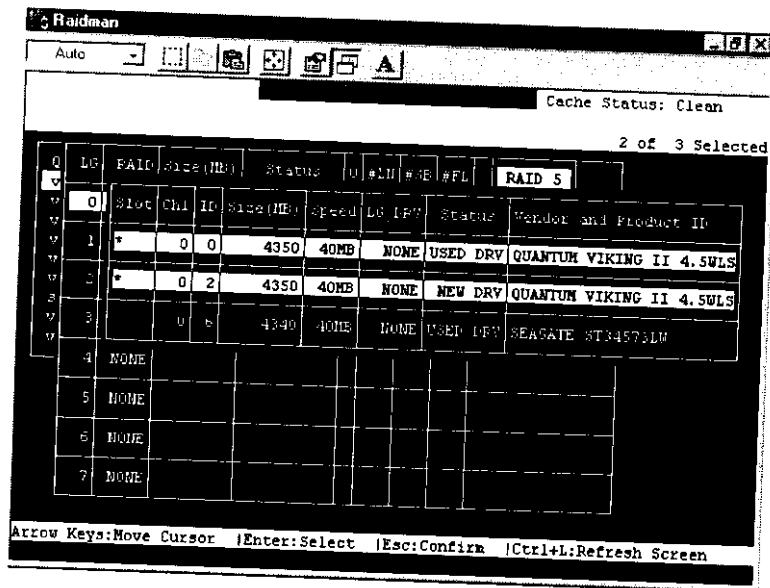 Raidman
Auto
A
Cache Status: Clean
2 of 3 Selected
Q LG RAID Size(MB) Status O #LN #SB #FL RAID 5
0 Slot Chl ID Size(MB) Speed LG_DRV Status Vendor and Product ID
1 * 0 0 4350 40MB NONE USED DRV QUANTUM VIKING II 4.5WLS
2 * 0 2 4350 40MB NONE NEW DRV QUANTUM VIKING II 4.5WLS
3 0 6 4340 40MB NONE USED DRV SEAGATE ST34573LW
4 NONE
5 NONE
6 NONE
7 NONE
Arrow Keys:Move Cursor |Enter:Select |Esc:Confirm |Ctrl+L:Refresh Screen